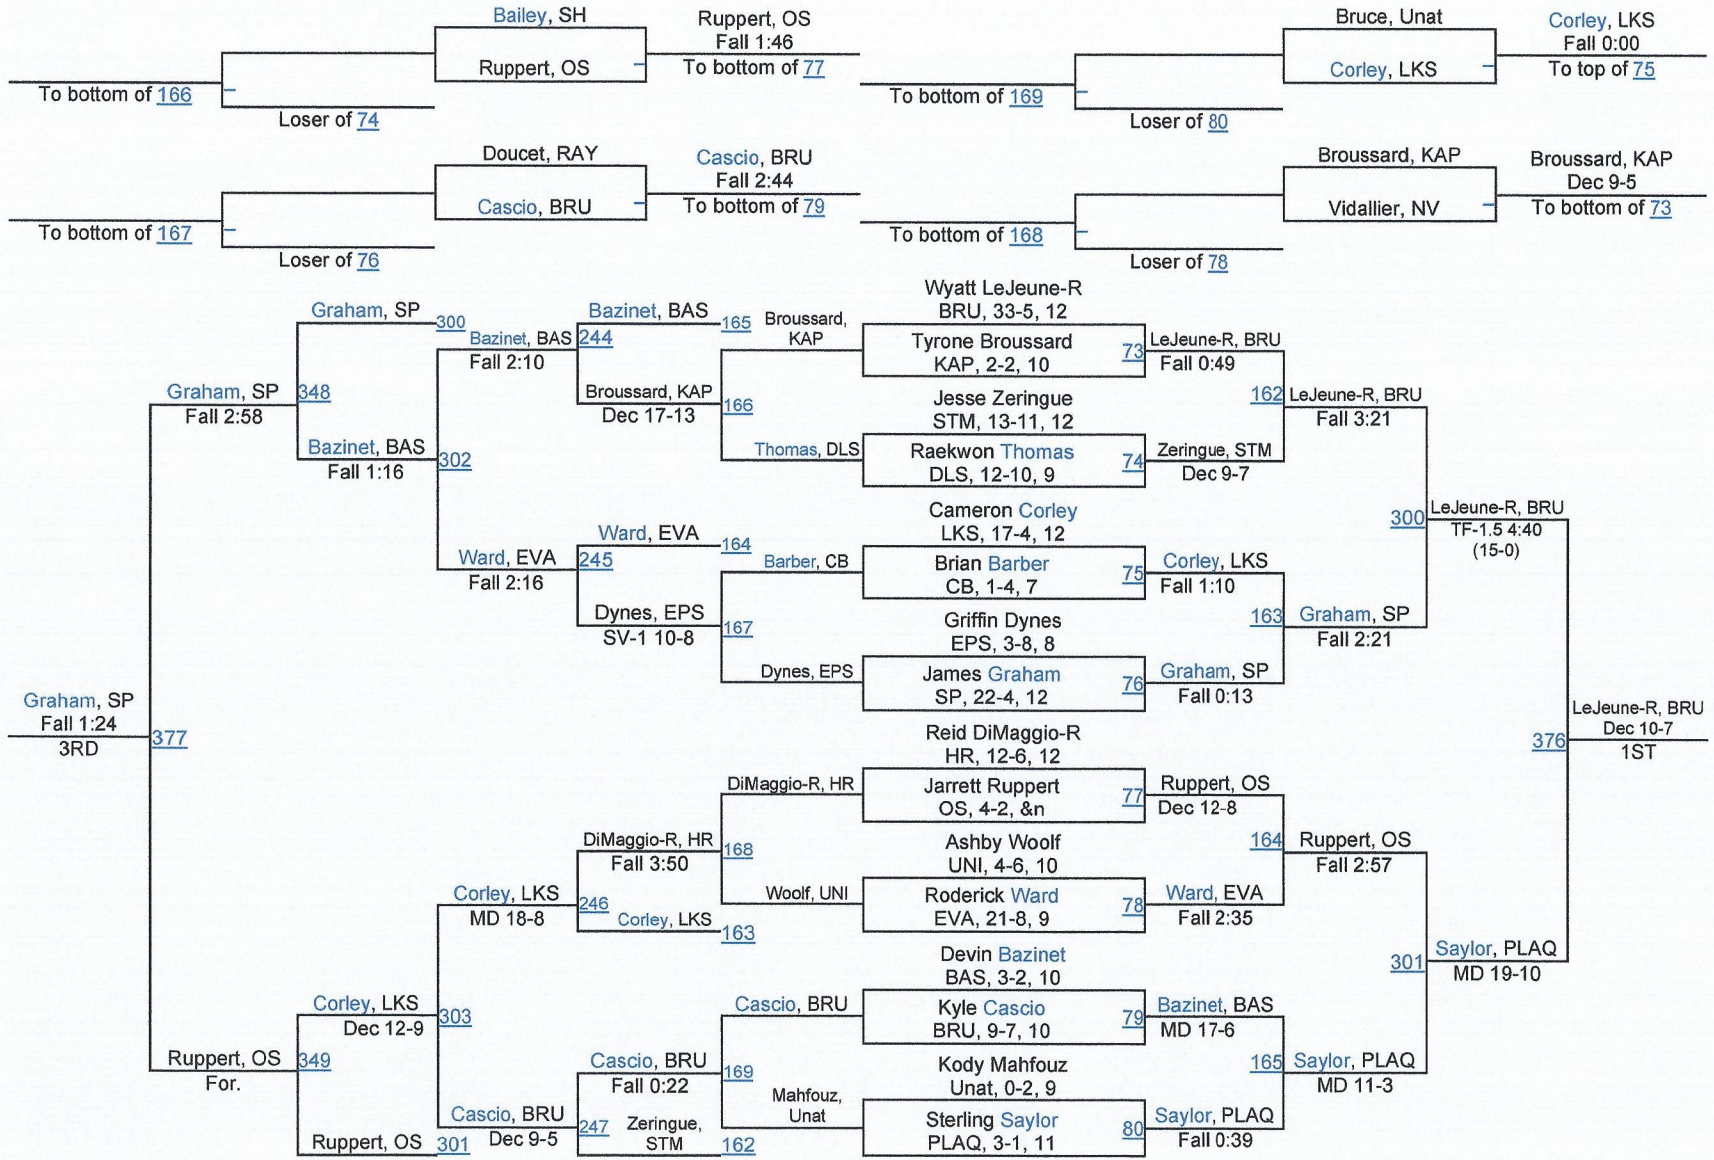 Bailey, SH
Ruppert, OS
Ruppert, OS
Fall 1:46
To bottom of 77
To bottom of 166
Loser of 74
Bruce, Unat
Corley, LKS
Corley, LKS
Fall 0:00
To top of 75
To bottom of 169
Loser of 80
Doucet, RAY
Cascio, BRU
Cascio, BRU
Fall 2:44
To bottom of 79
To bottom of 167
Loser of 76
Broussard, KAP
Vidallier, NV
Broussard, KAP
Dec 9-5
To bottom of 73
To bottom of 168
Loser of 78
Graham, SP
Fall 1:24
3RD
377
Graham, SP
Fall 2:58
348
Graham, SP
300
Bazinet, BAS
Fall 1:16
302
Bazinet, BAS
Fall 2:10
244
Bazinet, BAS
165
Broussard, KAP
Dec 17-13
166
Broussard,
KAP
Thomas, DLS
Ward, EVA
Fall 2:16
245
Ward, EVA
164
Dynes, EPS
SV-1 10-8
167
Barber, CB
Dynes, EPS
Ruppert, OS
For.
349
Corley, LKS
Dec 12-9
303
Ruppert, OS
301
Corley, LKS
MD 18-8
246
DiMaggio-R, HR
Fall 3:50
168
Corley, LKS
163
DiMaggio-R, HR
Woolf, UNI
Cascio, BRU
Dec 9-5
247
Cascio, BRU
Fall 0:22
169
Zeringue,
STM
162
Cascio, BRU
Mahfouz,
Unat
Wyatt LeJeune-R
BRU, 33-5, 12
Tyrone Broussard
KAP, 2-2, 10
73
LeJeune-R, BRU
Fall 0:49
Jesse Zeringue
STM, 13-11, 12
Raekwon Thomas
DLS, 12-10, 9
74
Zeringue, STM
Dec 9-7
162
LeJeune-R, BRU
Fall 3:21
Cameron Corley
LKS, 17-4, 12
Brian Barber
CB, 1-4, 7
75
Corley, LKS
Fall 1:10
Griffin Dynes
EPS, 3-8, 8
James Graham
SP, 22-4, 12
76
Graham, SP
Fall 0:13
163
Graham, SP
Fall 2:21
300
LeJeune-R, BRU
TF-1.5 4:40
(15-0)
Reid DiMaggio-R
HR, 12-6, 12
Jarrett Ruppert
OS, 4-2, &n
77
Ruppert, OS
Dec 12-8
Ashby Woolf
UNI, 4-6, 10
Roderick Ward
EVA, 21-8, 9
78
Ward, EVA
Fall 2:35
164
Ruppert, OS
Fall 2:57
Devin Bazinet
BAS, 3-2, 10
Kyle Cascio
BRU, 9-7, 10
79
Bazinet, BAS
MD 17-6
Kody Mahfouz
Unat, 0-2, 9
Sterling Saylor
PLAQ, 3-1, 11
80
Saylor, PLAQ
Fall 0:39
165
Saylor, PLAQ
MD 11-3
301
Saylor, PLAQ
MD 19-10
376
LeJeune-R, BRU
Dec 10-7
1ST